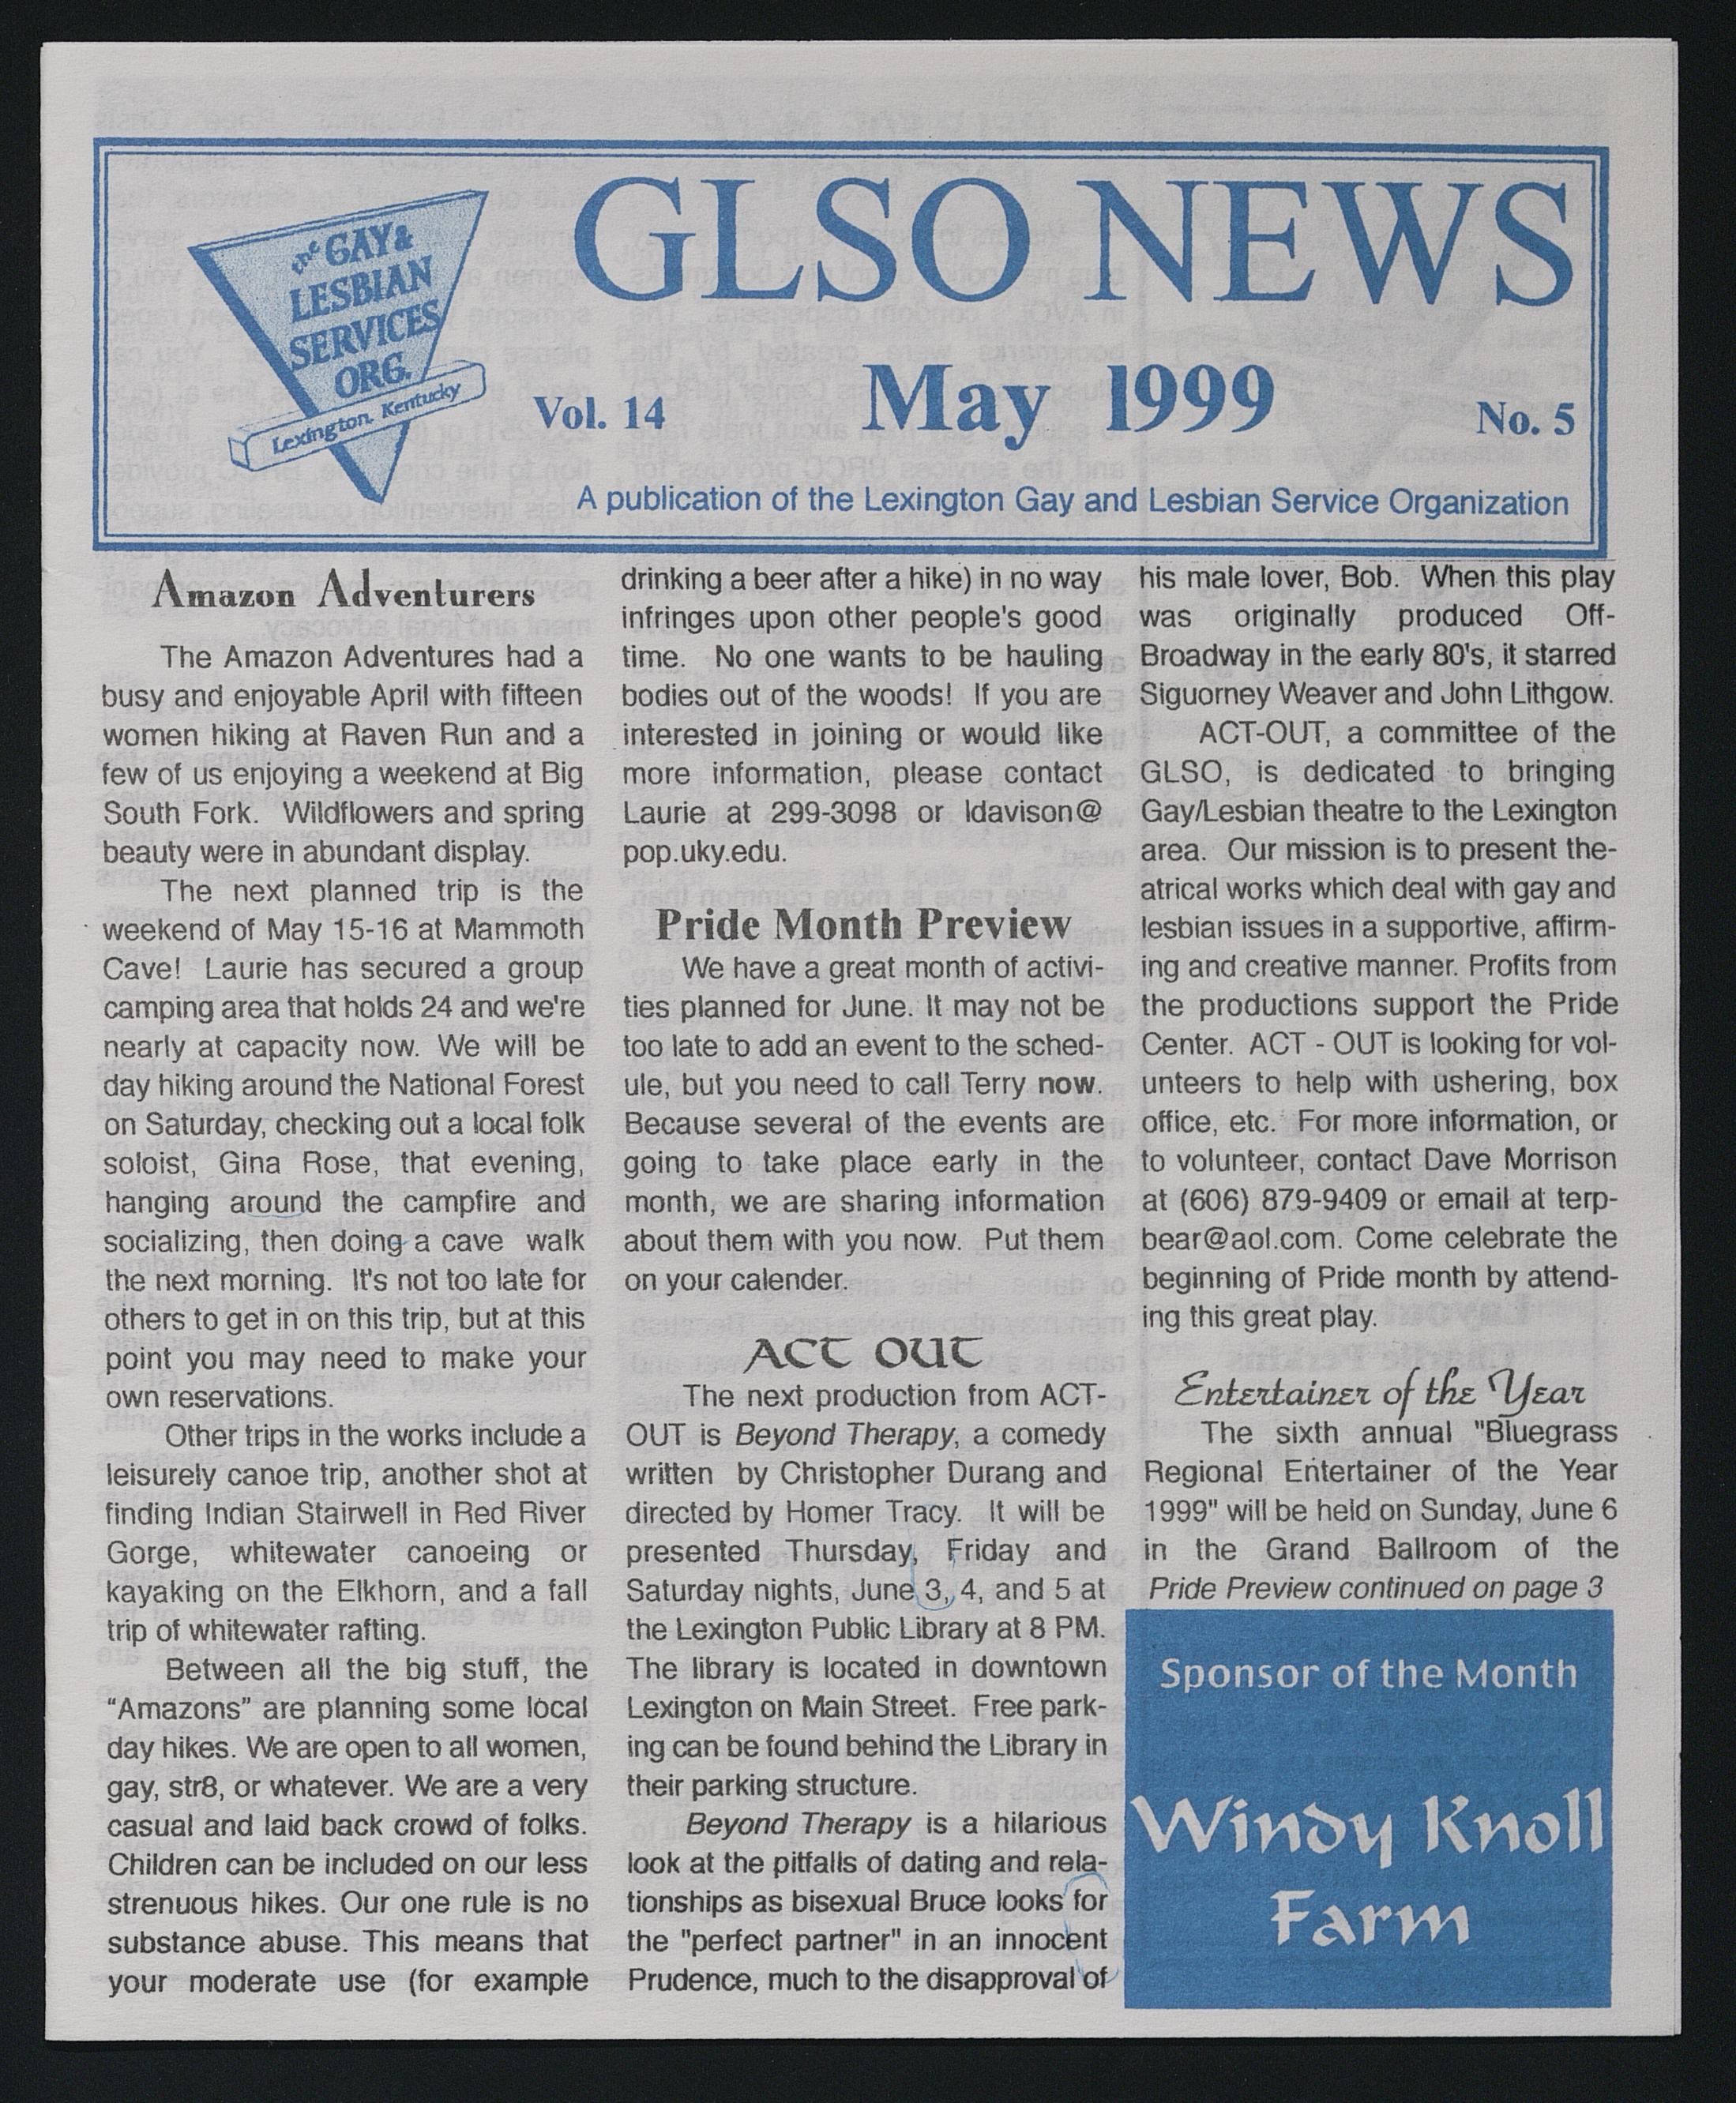 the GAY &
LESBIAN
SERVICES
ORG.
Lexington, Kentucky
GLSO NEWS
Vol. 14
May 1999
No. 5
A publication of the Lexington Gay and Lesbian Service Organization
Amazon Adventurers
The Amazon Adventures had a
busy and enjoyable April with fifteen
women hiking at Raven Run and a
few of us enjoying a weekend at Big
South Fork. Wildflowers and spring
beauty were in abundant display.
The next planned trip is the
weekend of May 15-16 at Mammoth
Cave! Laurie has secured a group
camping area that holds 24 and we're
nearly at capacity now. We will be
day hiking around the National Forest
on Saturday, checking out a local folk
soloist, Gina Rose, that evening,
hanging around the campfire and
socializing, then doing a cave walk
the next morning. It's not too late for
others to get in on this trip, but at this
point you may need to make your
own reservations.
Other trips in the works include a
leisurely canoe trip, another shot at
finding Indian Stairwell in Red River
Gorge, whitewater canoeing or
kayaking on the Elkhorn, and a fall
trip of whitewater rafting.
Between all the big stuff, the
“Amazons” are planning some local
day hikes. We are open to all women,
gay, str8, or whatever. We are a very
casual and laid back crowd of folks.
Children can be included on our less
strenuous hikes. Our one rule is no
substance abuse. This means that
your moderate use (for example
drinking a beer after a hike) in no way
infringes upon other people's good
time. No one wants to be hauling
bodies out of the woods! If you are
interested in joining or would like
more information, please contact
Laurie at 299-3098 or ldavison@
pop.uky.edu.
Pride Month Preview
We have a great month of activi-
ties planned for June. It may not be
too late to add an event to the sched-
ule, but you need to call Terry now.
Because several of the events are
going to take place early in the
month, we are sharing information
about them with you now. Put them
on your calender.
ACT OUT
The next production from ACT-
OUT is Beyond Therapy, a comedy
written by Christopher Durang and
directed by Homer Tracy. It will be
presented Thursday, Friday and
Saturday nights, June 3, 4, and 5 at
the Lexington Public Library at 8 PM.
The library is located in downtown
Lexington on Main Street. Free park-
ing can be found behind the Library in
their parking structure.
Beyond Therapy is a hilarious
look at the pitfalls of dating and rela-
tionships as bisexual Bruce looks for
the "perfect partner" in an innocent
Prudence, much to the disapproval of
his male lover, Bob. When this play
was originally produced Off-
Broadway in the early 80's, it starred
Siguorney Weaver and John Lithgow.
ACT-OUT, a committee of the
GLSO, is dedicated to bringing
Gay/Lesbian theatre to the Lexington
area. Our mission is to present the-
atrical works which deal with gay and
lesbian issues in a supportive, affirm-
ing and creative manner. Profits from
the productions support the Pride
Center. ACT - OUT is looking for vol-
unteers to help with ushering, box
office, etc. For more information, or
to volunteer, contact Dave Morrison
at (606) 879-9409 or email at terp-
bear@aol.com. Come celebrate the
beginning of Pride month by attend-
ing this great play.
Entertainer of the Year
The sixth annual "Bluegrass
Regional Entertainer of the Year
1999" will be held on Sunday, June 6
in the Grand Ballroom of the
Pride Preview continued on page 3
Sponsor of the Month
Windy Knoll
Farm